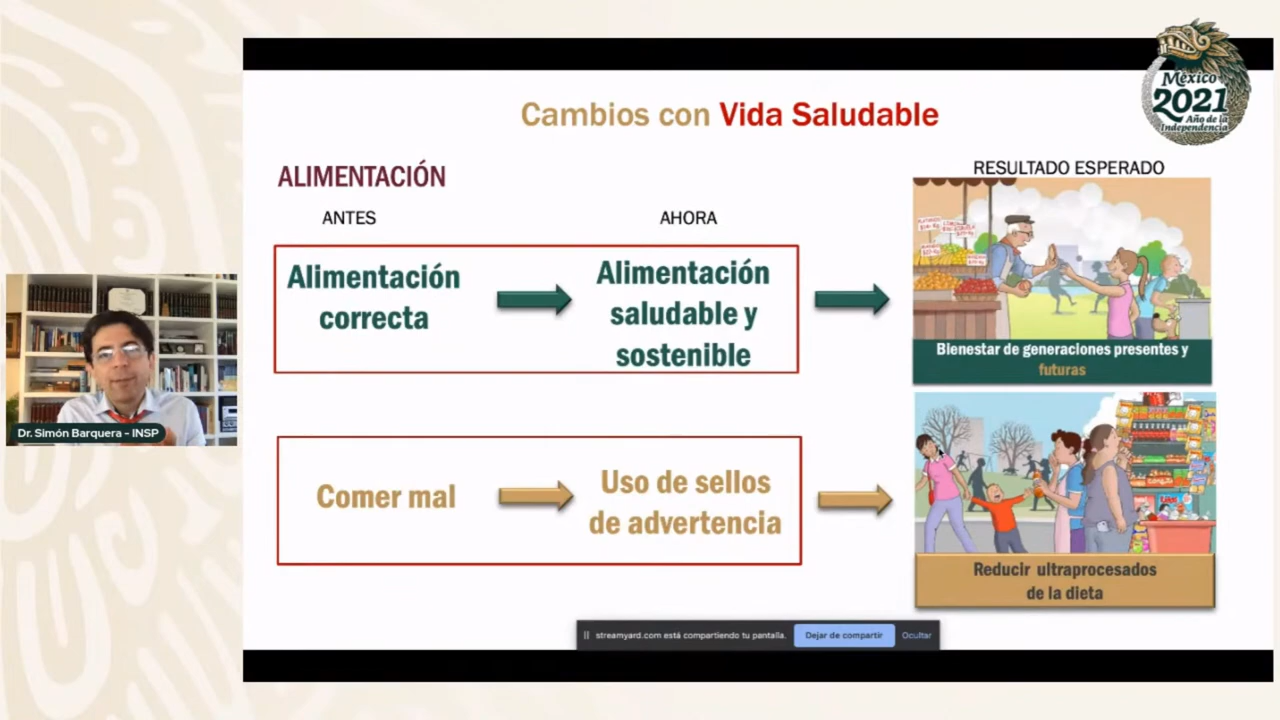 México
2021
Año de la
Independencia
Cambios con Vida Saludable
ALIMENTACIÓN
ANTES
AHORA
RESULTADO ESPERADO
Alimentación
correcta
Alimentación
saludable y
sostenible
Bienestar de generaciones presentes y
futuras
Comer mal
Uso de sellos
de advertencia
Reducir ultraprocesados
de la dieta
Dr. Simón Barquera - INSP
streamyard.com está compartiendo tu pantalla.
Dejar de compartir
Ocultar